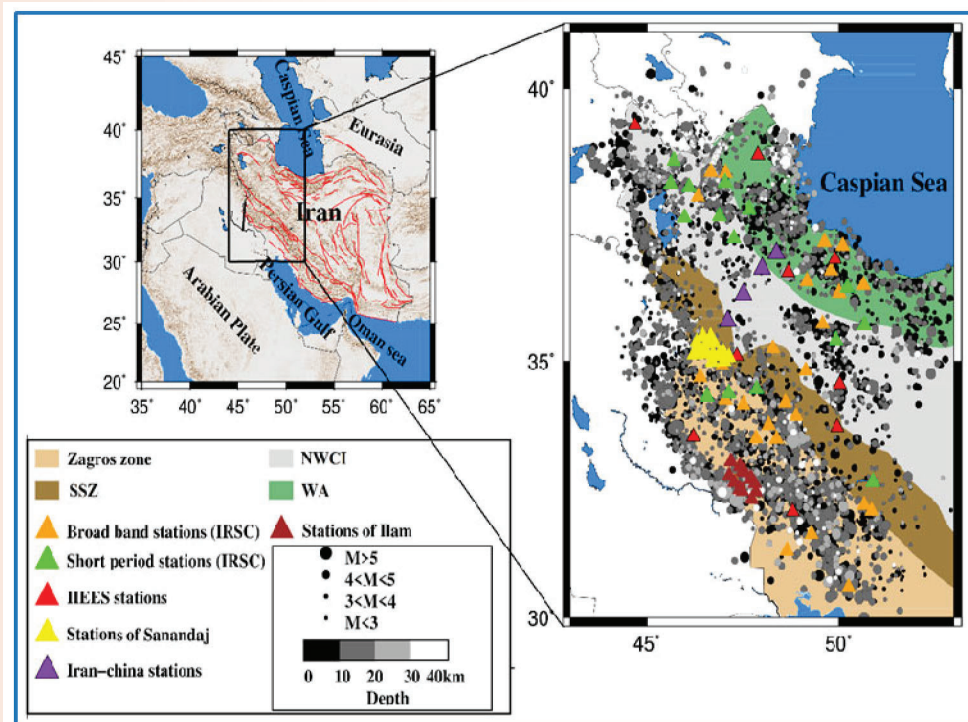 45°
40°
35°
30°
25°
20°
35 40 45 50 55 60 65
Caspian Sea
Eurasia
Iran
Arabian Plate
Persian Gulf
Oman sea
40°
35°
30°
45° 50°
Caspian Sea
Zagros zone
NWCI
SSZ
WA
Broad band stations (IRSC)
Stations of Ilam
Short period stations (IRSC)
IIEES stations
Stations of Sanandaj
Iran–china stations
M>5
4<M<5
3<M<4
M<3
0 10 20 30 40km
Depth